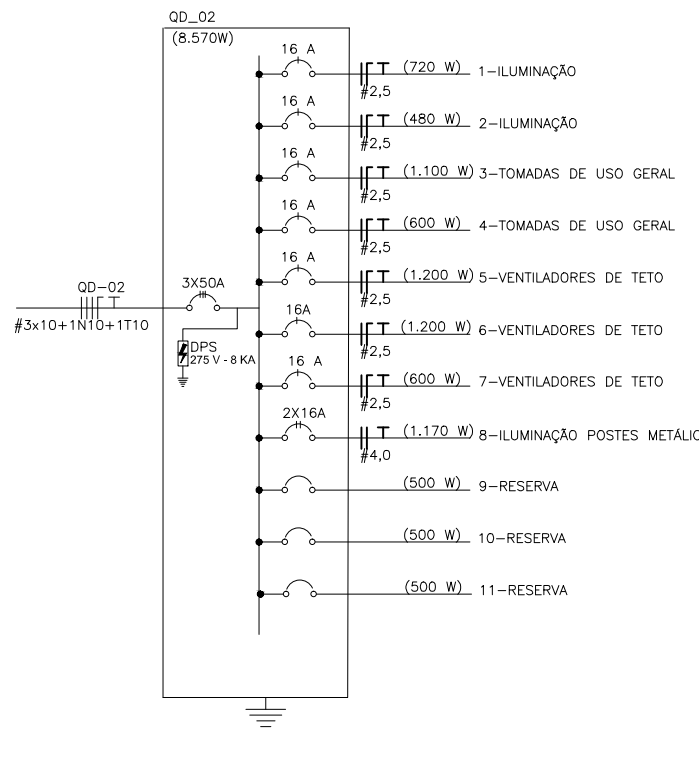 QD_02
(8.570W)
16 A
(720 W) 1-ILUMINAÇÃO
#2,5
16 A
(480 W) 2-ILUMINAÇÃO
#2,5
16 A
(1.100 W) 3-TOMADAS DE USO GERAL
#2,5
16 A
(600 W) 4-TOMADAS DE USO GERAL
#2,5
16 A
(1.200 W) 5-VENTILADORES DE TETO
#2,5
QD-02
3X50A
#3x10+1N10+1T10
DPS
275 V - 8 KA
16A
(1.200 W) 6-VENTILADORES DE TETO
#2,5
16 A
(600 W) 7-VENTILADORES DE TETO
#2,5
2X16A
(1.170 W) 8-ILUMINAÇÃO POSTES METÁLIC
#4,0
(500 W) 9-RESERVA
(500 W) 10-RESERVA
(500 W) 11-RESERVA